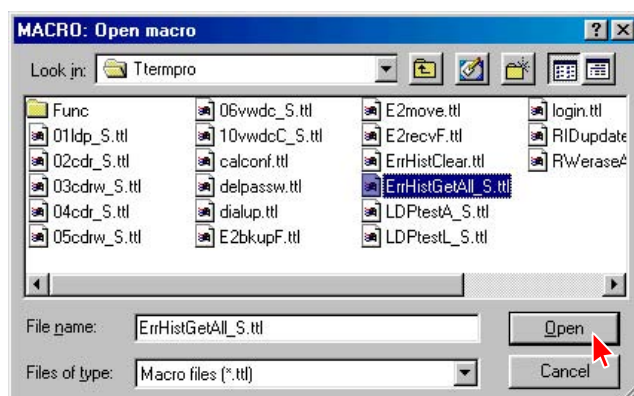 MACRO: Open macro
Look in: Ttermpro
Func 06vwdc_S.ttl E2move.ttl login.ttl
01ldp_S.ttl 10vwdcC_S.ttl E2recvF.ttl RIDupdate
02cdr_S.ttl calconf.ttl ErrHistClear.ttl RWeraseA
03cdrw_S.ttl delpassw.ttl ErrHistGetAll_S.ttl
04cdr_S.ttl dialup.ttl LDPtestA_S.ttl
05cdrw_S.ttl E2bkupF.ttl LDPtestL_S.ttl
File name: ErrHistGetAll_S.ttl Open
Files of type: Macro files (*.ttl) Cancel